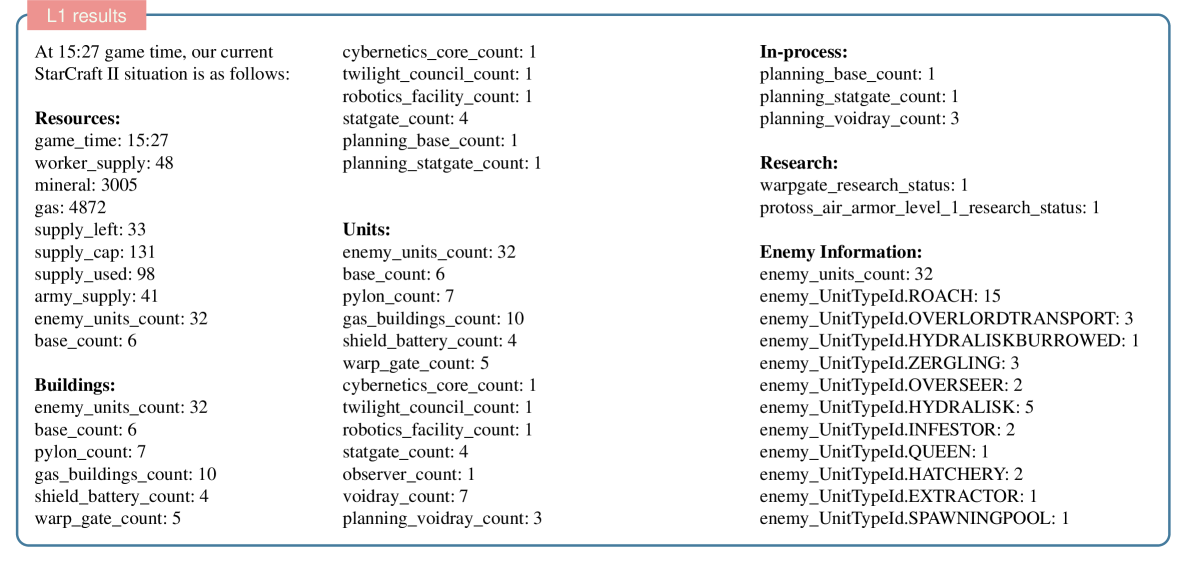 L1 results
At 15:27 game time, our current
StarCraft II situation is as follows:
Resources:
game_time: 15:27
worker_supply: 48
mineral: 3005
gas: 4872
supply_left: 33
supply_cap: 131
supply_used: 98
army_supply: 41
enemy_units_count: 32
base_count: 6
Buildings:
enemy_units_count: 32
base_count: 6
pylon_count: 7
gas_buildings_count: 10
shield_battery_count: 4
warp_gate_count: 5
cybernetics_core_count: 1
twilight_council_count: 1
robotics_facility_count: 1
statgate_count: 4
planning_base_count: 1
planning_statgate_count: 1
Units:
enemy_units_count: 32
base_count: 6
pylon_count: 7
gas_buildings_count: 10
shield_battery_count: 4
warp_gate_count: 5
cybernetics_core_count: 1
twilight_council_count: 1
robotics_facility_count: 1
statgate_count: 4
observer_count: 1
voidray_count: 7
planning_voidray_count: 3
In-process:
planning_base_count: 1
planning_statgate_count: 1
planning_voidray_count: 3
Research:
warpgate_research_status: 1
protoss_air_armor_level_1_research_status: 1
Enemy Information:
enemy_units_count: 32
enemy_UnitTypeId.ROACH: 15
enemy_UnitTypeId.OVERLORDTRANSPORT: 3
enemy_UnitTypeId.HYDRALISKBURROWED: 1
enemy_UnitTypeId.ZERGLING: 3
enemy_UnitTypeId.OVERSEER: 2
enemy_UnitTypeId.HYDRALISK: 5
enemy_UnitTypeId.INFESTOR: 2
enemy_UnitTypeId.QUEEN: 1
enemy_UnitTypeId.HATCHERY: 2
enemy_UnitTypeId.EXTRACTOR: 1
enemy_UnitTypeId.SPAWNINGPOOL: 1